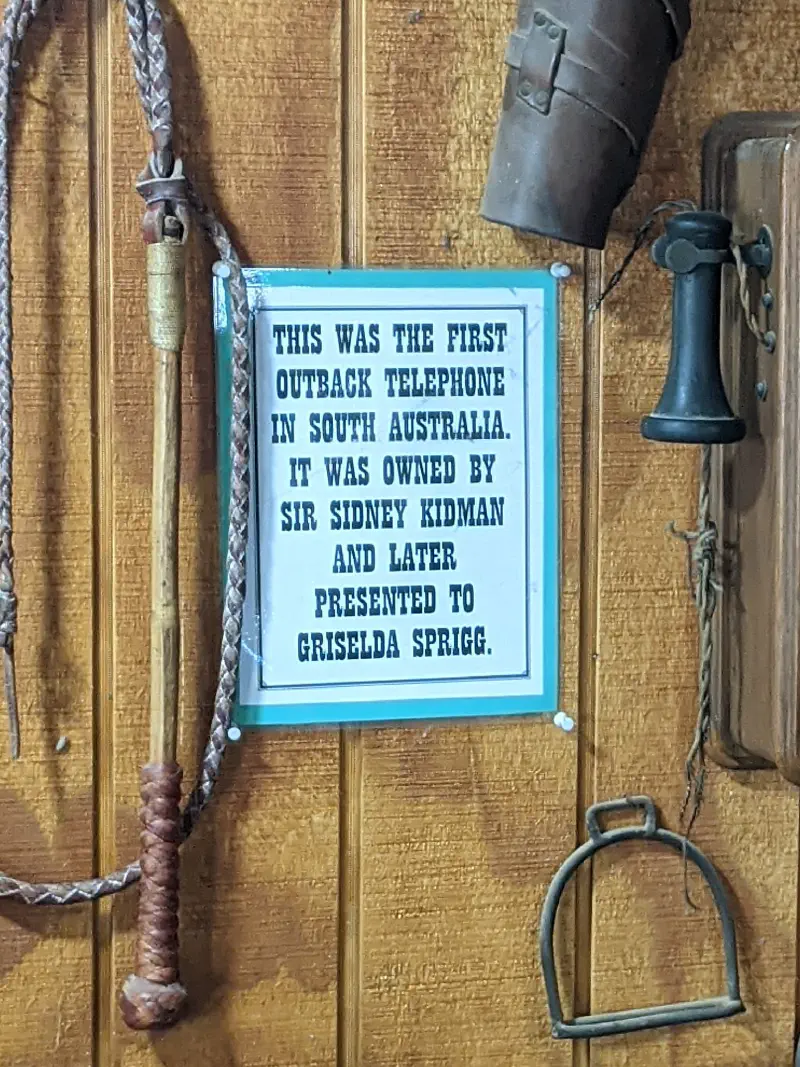 THIS WAS THE FIRST
OUTBACK TELEPHONE
IN SOUTH AUSTRALIA.
IT WAS OWNED BY
SIR SIDNEY KIDMAN
AND LATER
PRESENTED TO
GRISELDA SPRIGG.